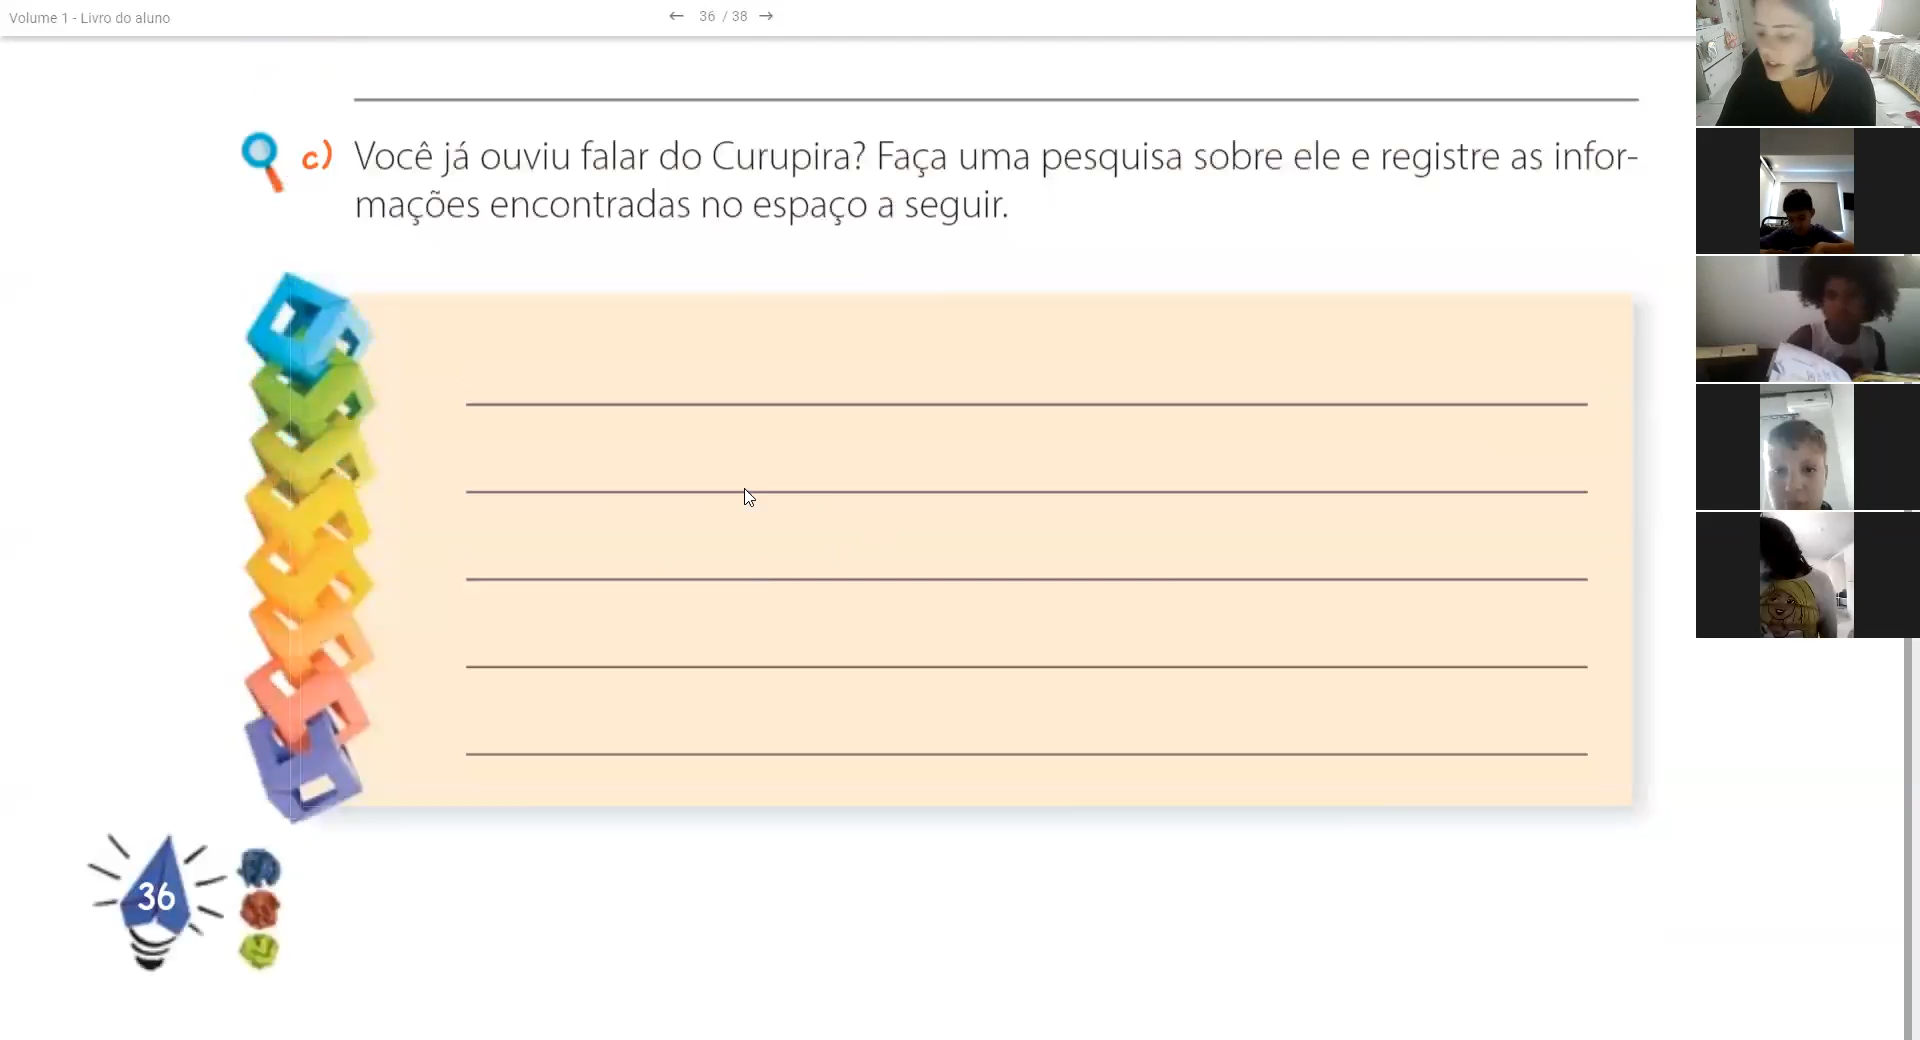 Volume 1 - Livro do aluno
← 36 / 38 →
c) Você já ouviu falar do Curupira? Faça uma pesquisa sobre ele e registre as infor-
mações encontradas no espaço a seguir.
36